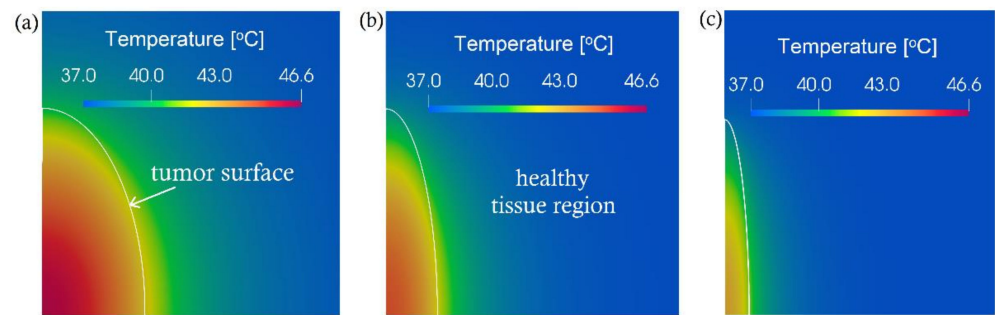 (a)
Temperature [°C]
37.0 40.0 43.0 46.6
tumor surface
(b)
Temperature [°C]
37.0 40.0 43.0 46.6
healthy
tissue region
(c)
Temperature [°C]
37.0 40.0 43.0 46.6